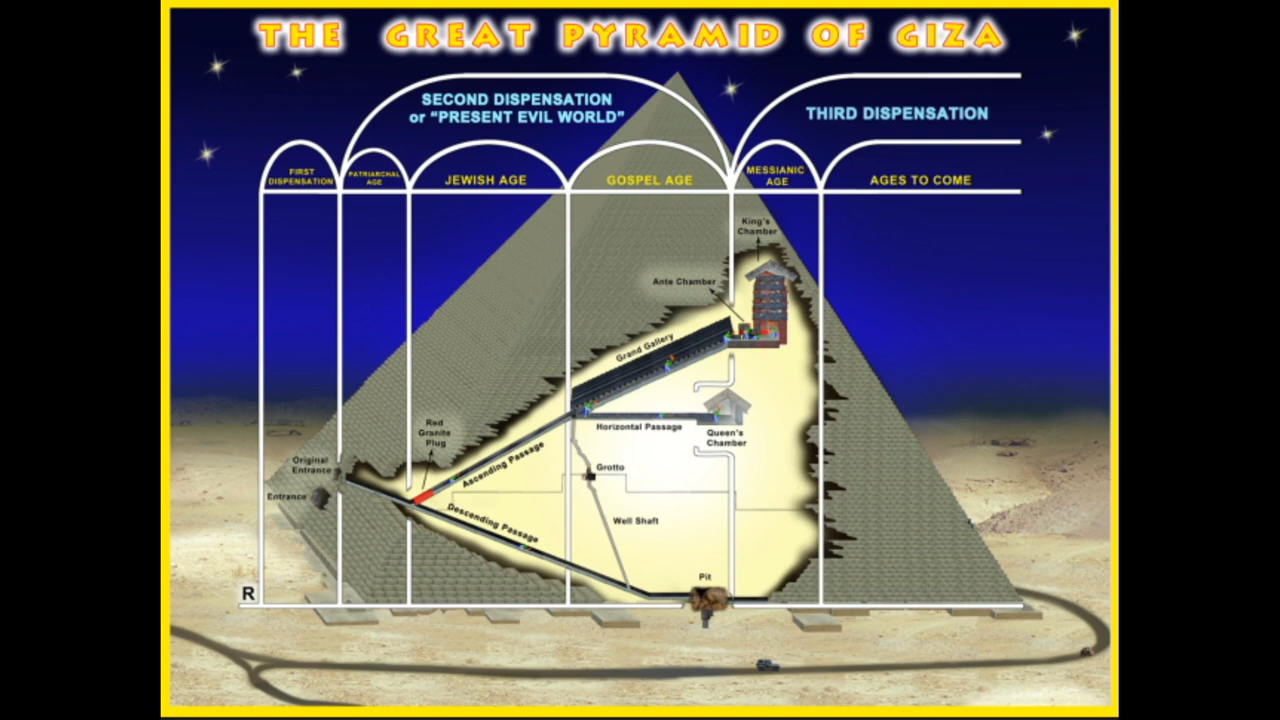 THE GREAT PYRAMID OF GIZA
SECOND DISPENSATION
or “PRESENT EVIL WORLD”
THIRD DISPENSATION
FIRST
DISPENSATION
PATRIARCHAL
AGE
JEWISH AGE
GOSPEL AGE
MESSIANIC
AGE
AGES TO COME
King's
Chamber
Ante Chamber
Grand Gallery
Red
Granite
Plug
Horizontal Passage
Queen's
Chamber
Ascending Passage
Original
Entrance
Grotto
Entrance
Descending Passage
Well Shaft
Pit
R